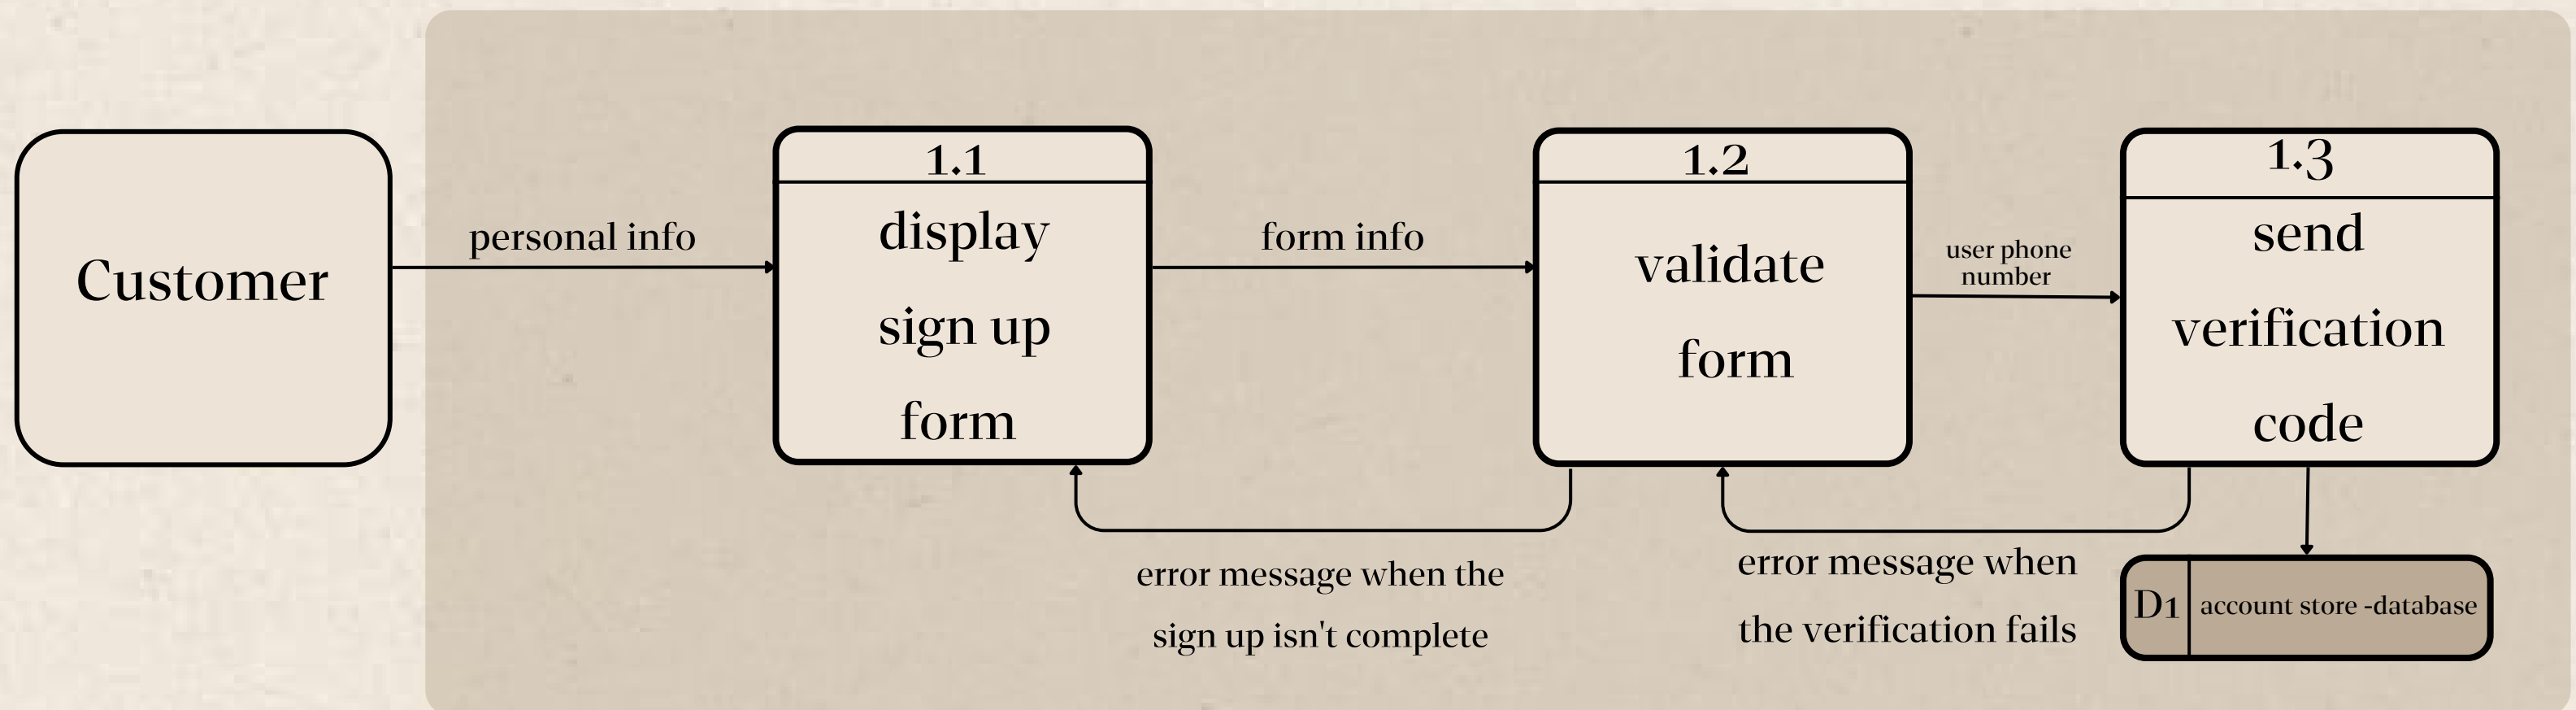 Customer
personal info
1.1
display
sign up
form
form info
1.2
validate
form
user phone
number
1.3
send
verification
code
error message when the
sign up isn't complete
error message when
the verification fails
D1
account store -database